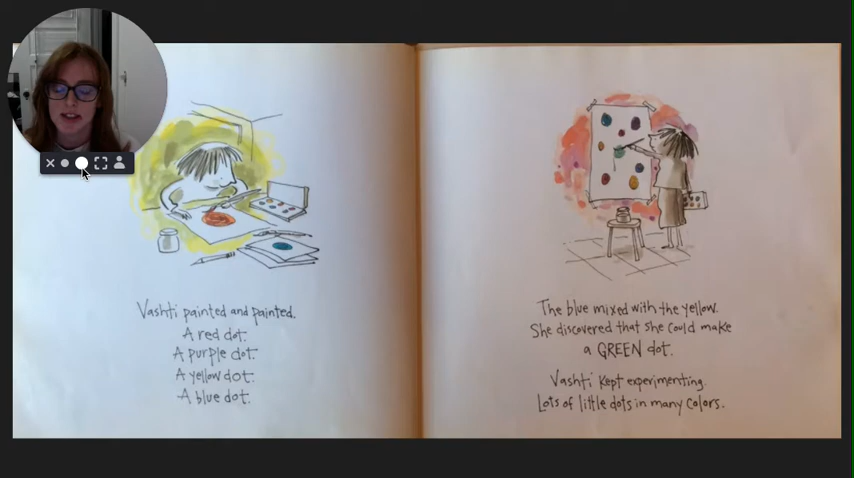 Vashti painted and painted.
A red dot.
A purple dot.
A yellow dot.
A blue dot.
The blue mixed with the yellow.
She discovered that she could make
a GREEN dot.
Vashti kept experimenting.
Lots of little dots in many colors.